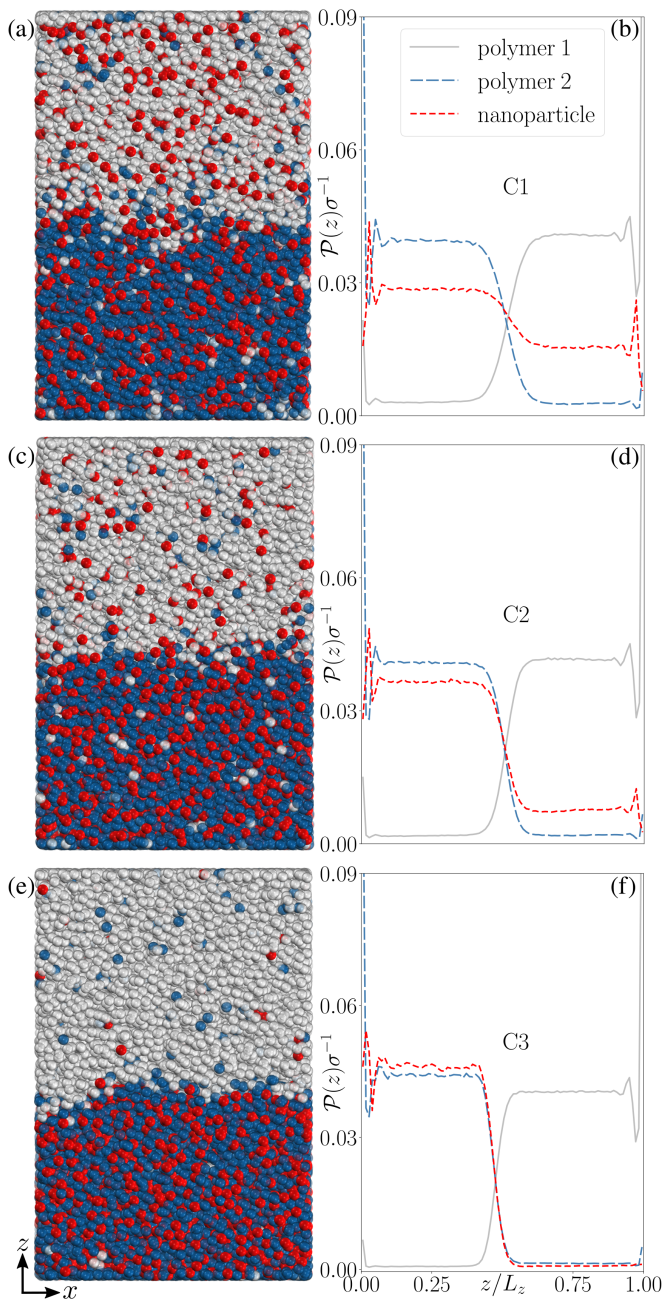 (a)
(b)
0.09
polymer 1
polymer 2
nanoparticle
0.06
C1
P(z)σ⁻¹
0.03
0.00
(c)
(d)
0.09
0.06
C2
P(z)σ⁻¹
0.03
0.00
(e)
(f)
0.09
0.06
C3
P(z)σ⁻¹
0.03
0.00
z
x
0.00 0.25 z/L_z 0.75 1.00